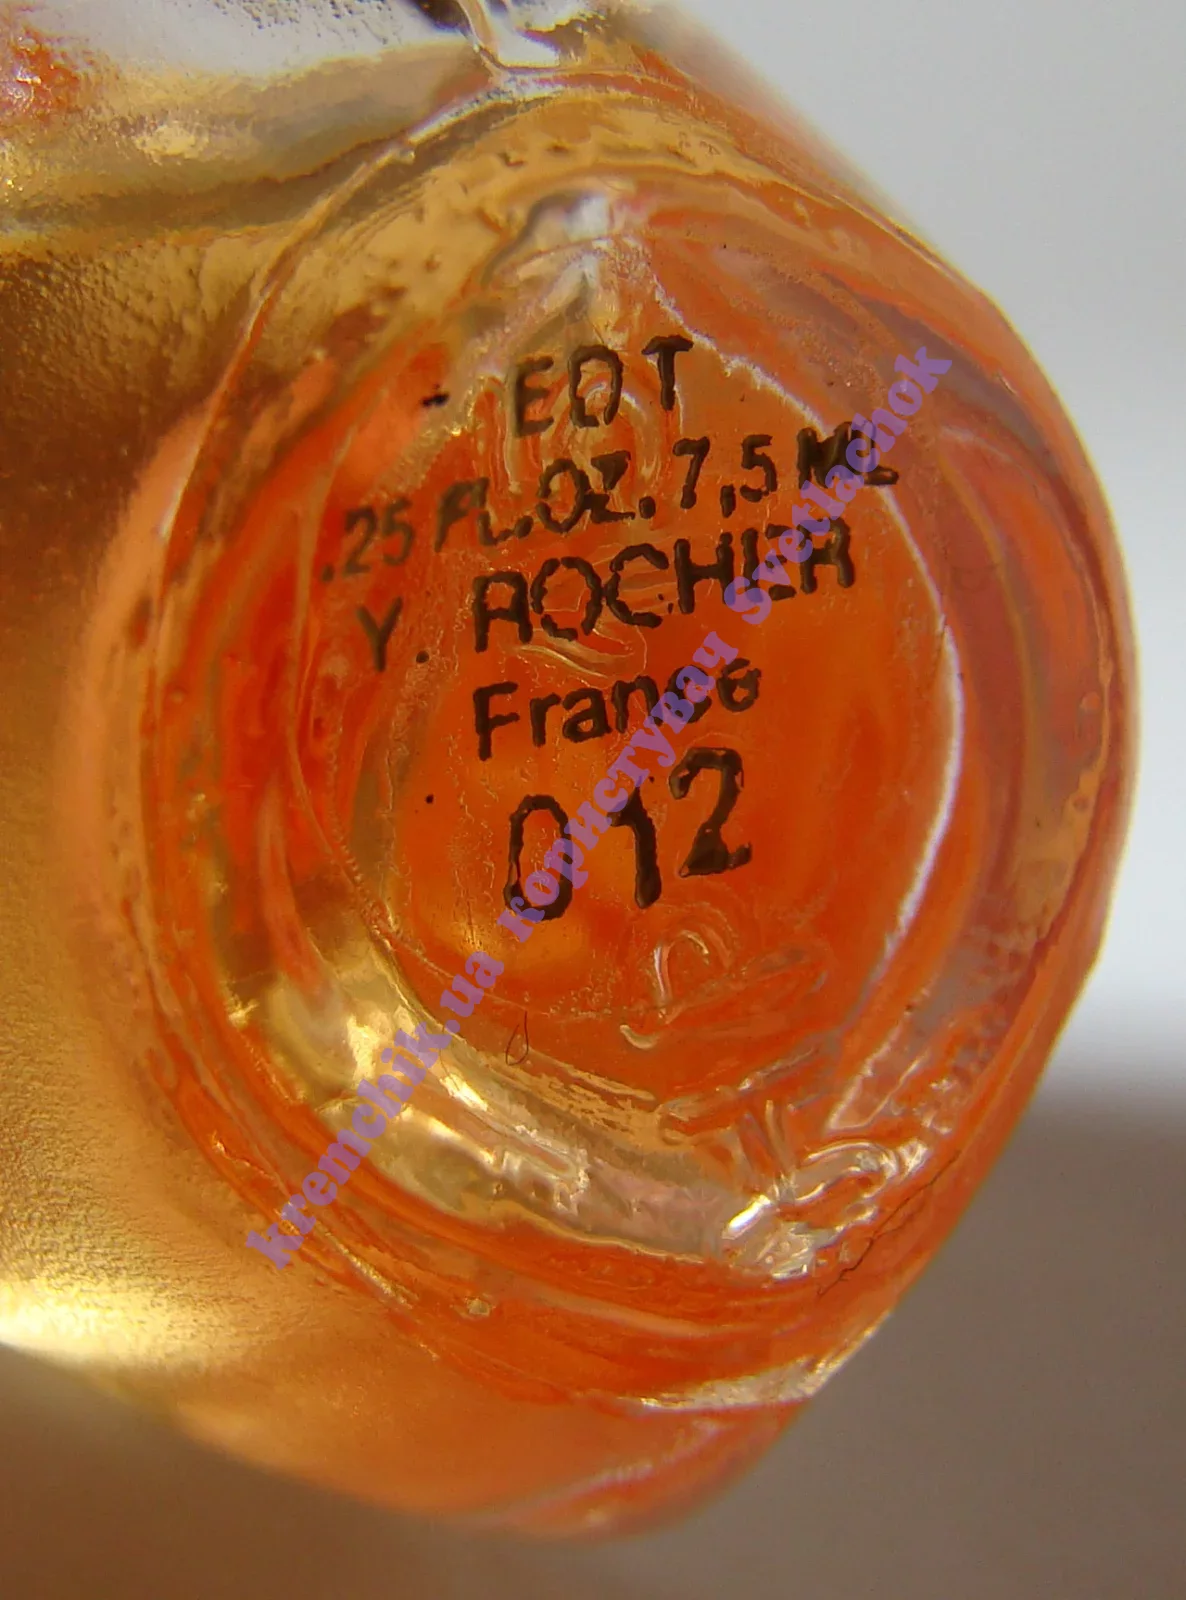 EDT
.25 FL.OZ. 7,5 ML
Y. ROCHER
France
012
kremchik.ua користувач Svetlachok